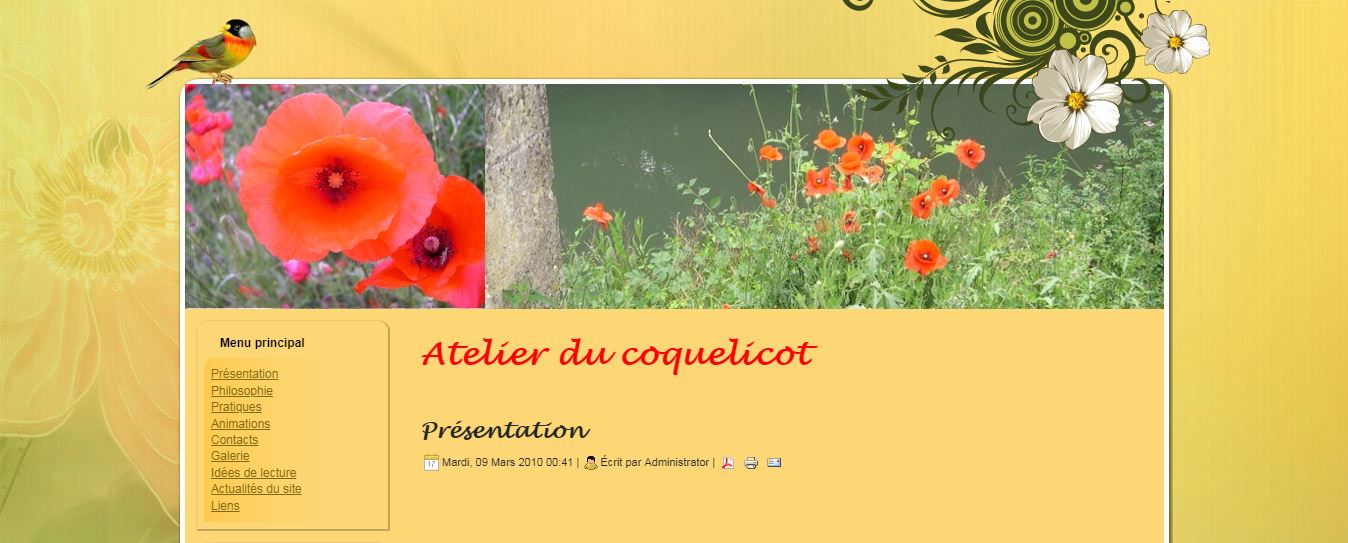 Menu principal
Présentation
Philosophie
Pratiques
Animations
Contacts
Galerie
Idées de lecture
Actualités du site
Liens
Atelier du coquelicot
Présentation
17 Mardi, 09 Mars 2010 00:41 | Écrit par Administrator |